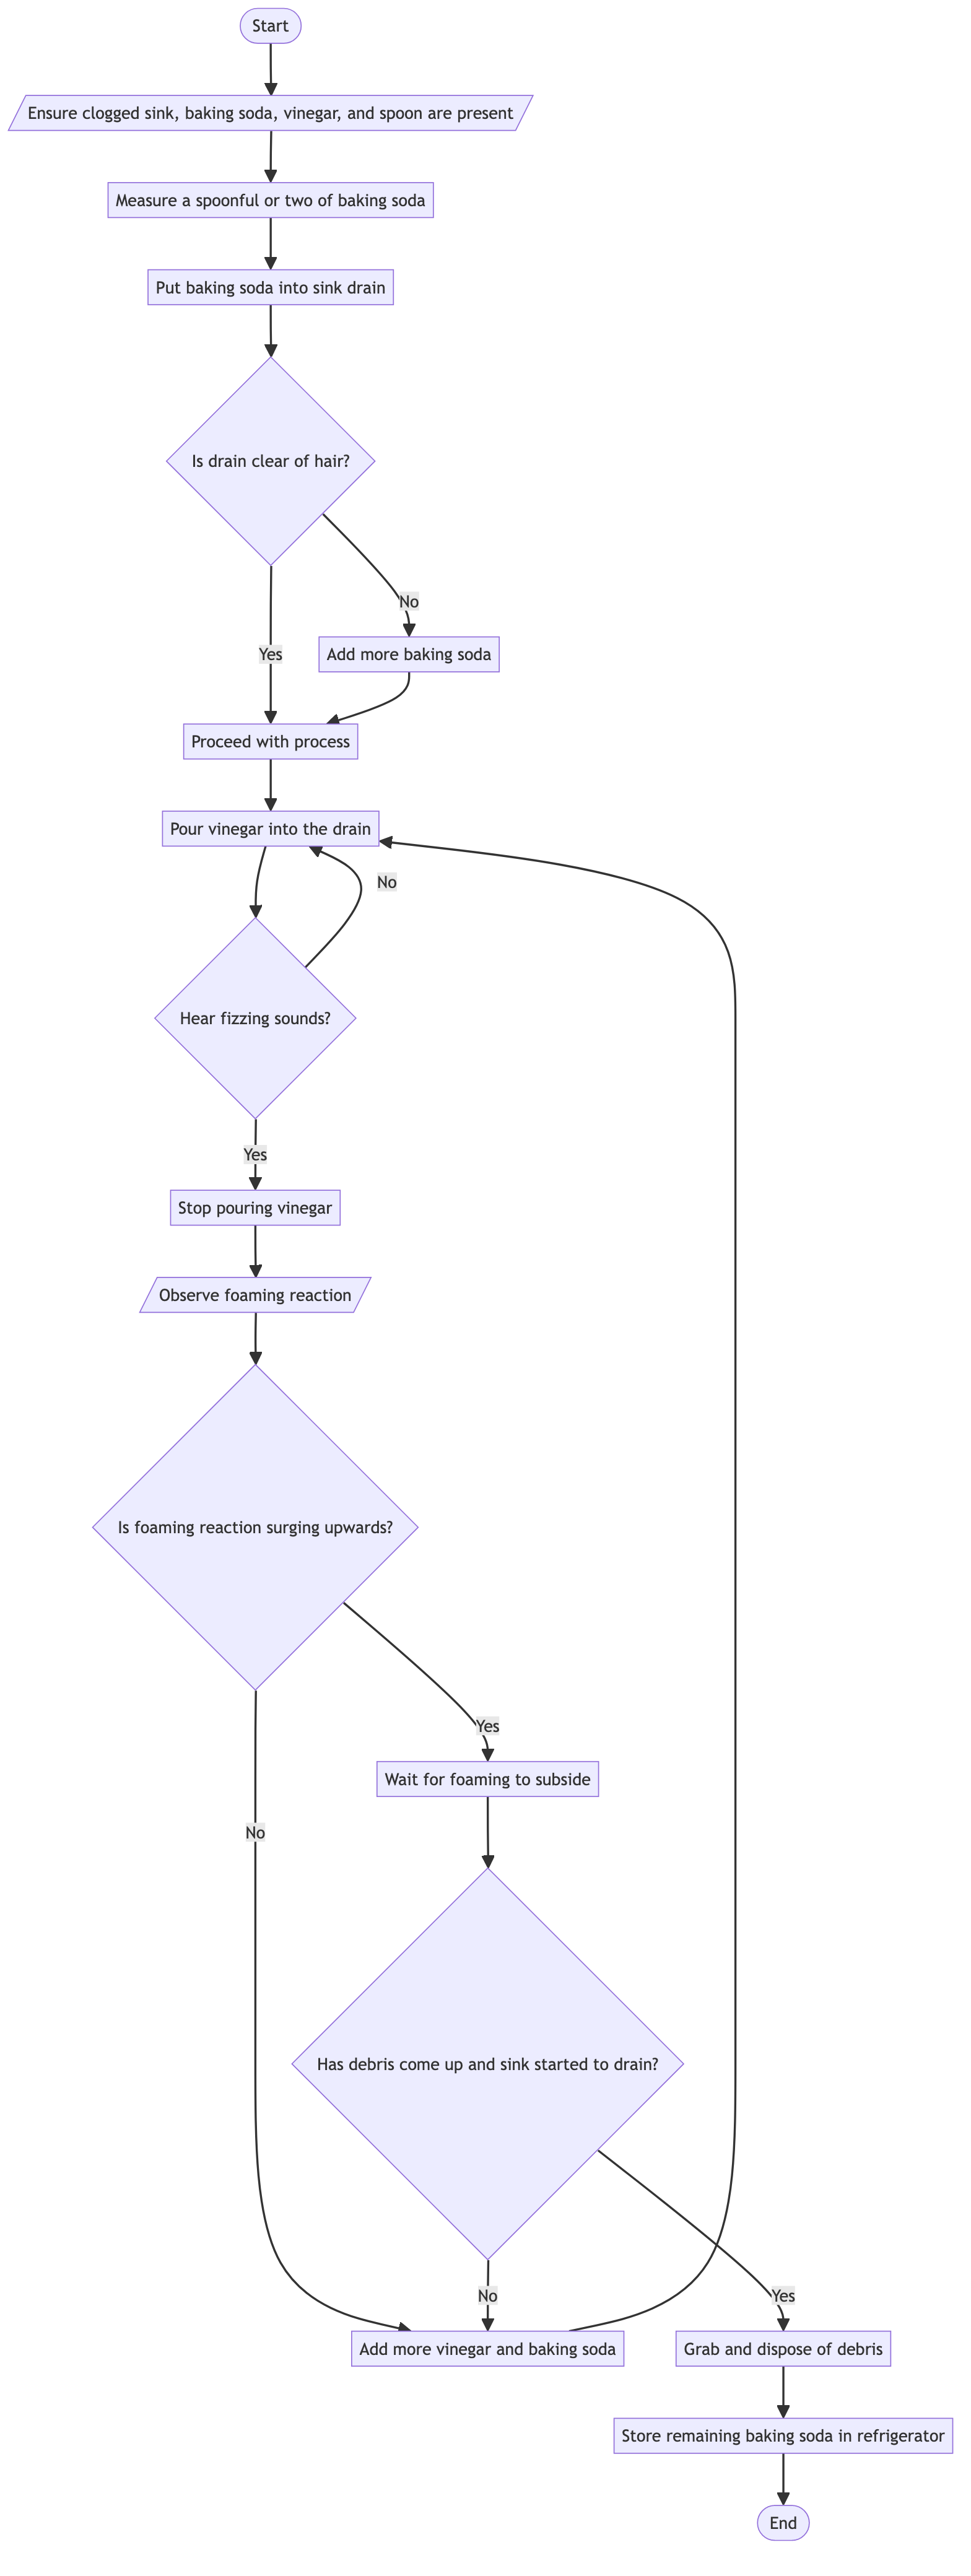 Start
Ensure clogged sink, baking soda, vinegar, and spoon are present
Measure a spoonful or two of baking soda
Put baking soda into sink drain
Is drain clear of hair?
No
Yes
Add more baking soda
Proceed with process
Pour vinegar into the drain
No
Hear fizzing sounds?
Yes
Stop pouring vinegar
Observe foaming reaction
Is foaming reaction surging upwards?
Yes
Wait for foaming to subside
No
Has debris come up and sink started to drain?
No
Yes
Add more vinegar and baking soda
Grab and dispose of debris
Store remaining baking soda in refrigerator
End